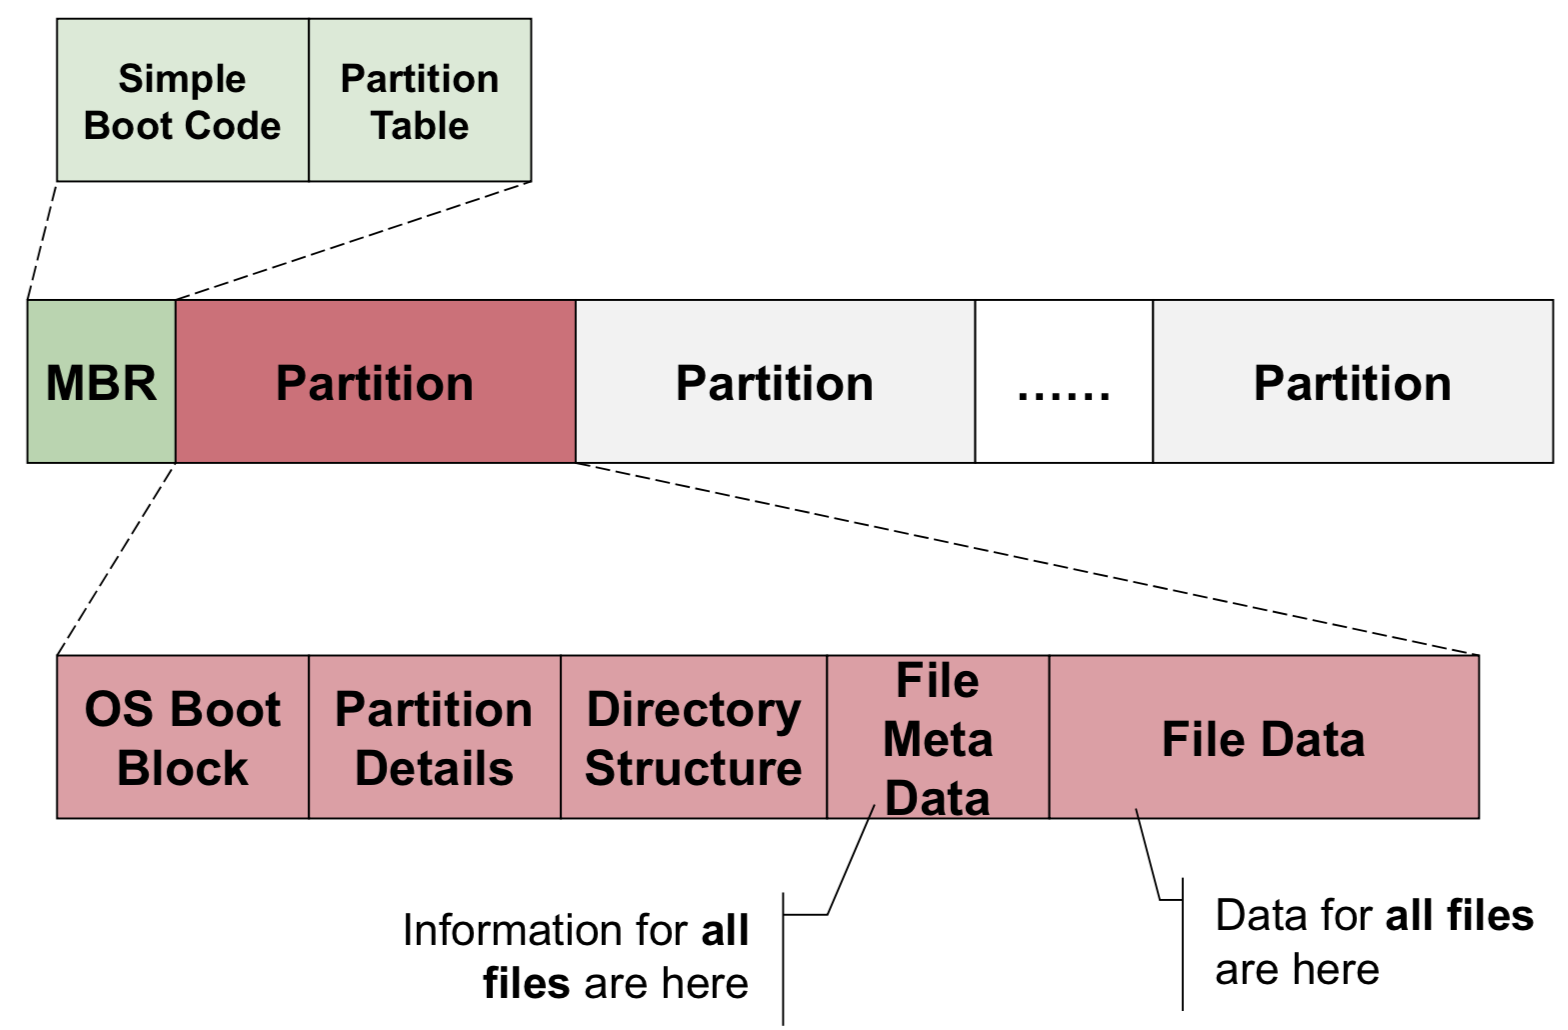 Simple
Boot Code
Partition
Table
MBR
Partition
Partition
......
Partition
OS Boot
Block
Partition
Details
Directory
Structure
File
Meta
Data
File Data
Information for all
files are here
Data for all files
are here